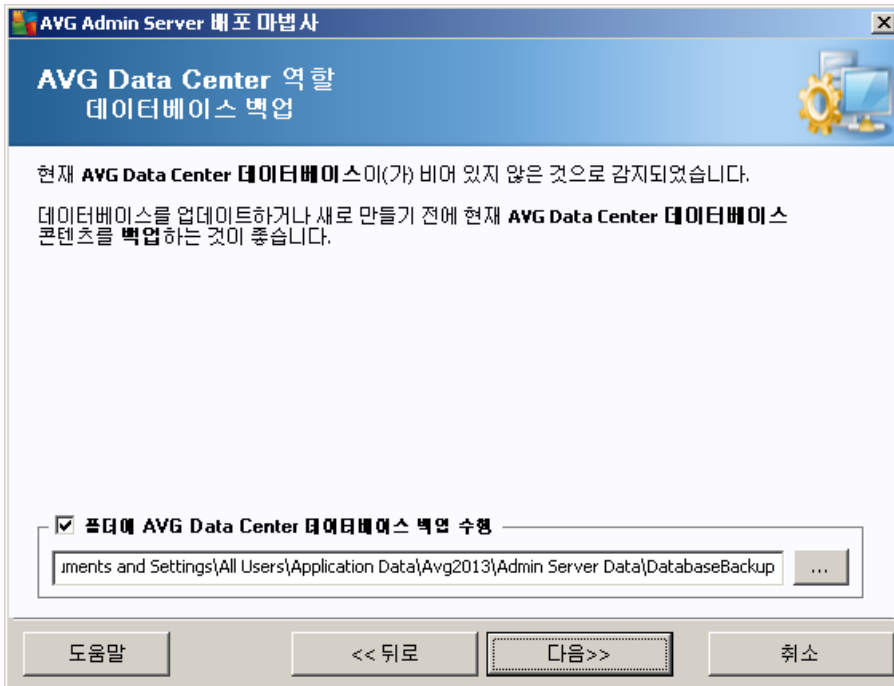 AVG Admin Server 배포 마법사
AVG Data Center 역할
데이터베이스 백업
현재 AVG Data Center 데이터베이스이(가) 비어 있지 않은 것으로 감지되었습니다.
데이터베이스를 업데이트하거나 새로 만들기 전에 현재 AVG Data Center 데이터베이스
콘텐츠를 백업하는 것이 좋습니다.
폴더에 AVG Data Center 데이터베이스 백업 수행
uments and Settings\All Users\Application Data\Avg2013\Admin Server Data\DatabaseBackup
...
도움말
<< 뒤로
다음>>
취소